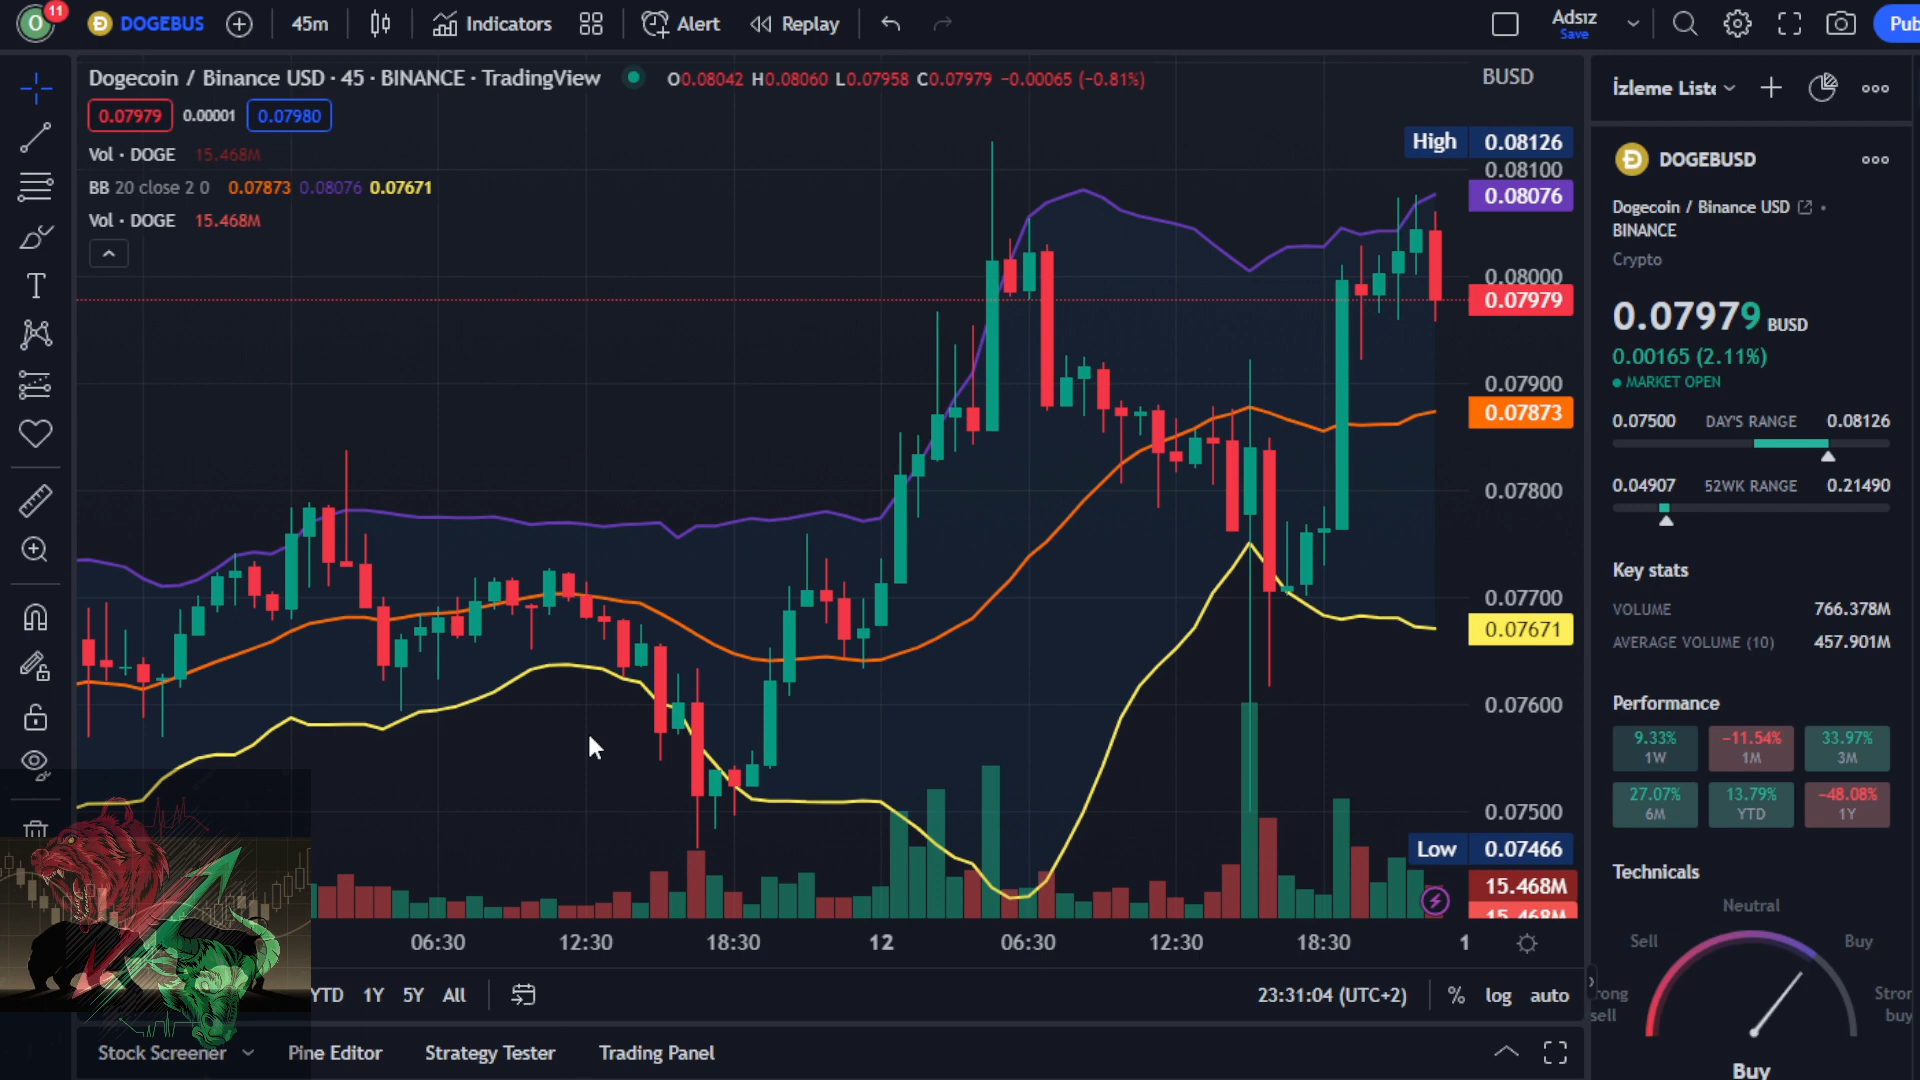 O 11 DOGEBUS 45m Indicators Alert Replay Adsız Save Pub
Dogecoin / Binance USD · 45 · BINANCE · TradingView O0.08042 H0.08060 L0.07958 C0.07979 −0.00065 (−0.81%) BUSD
0.07979 0.00001 0.07980
Vol · DOGE 15.468M
BB 20 close 2 0 0.07873 0.08076 0.07671
Vol · DOGE 15.468M
High 0.08126
0.08100
0.08076
0.08000
0.07979
0.07900
0.07873
0.07800
0.07700
0.07671
0.07600
0.07500
Low 0.07466
15.468M
15.468M
06:30 12:30 18:30 12 06:30 12:30 18:30 1
YTD 1Y 5Y All 23:31:04 (UTC+2) % log auto
Stock Screener Pine Editor Strategy Tester Trading Panel
İzleme Liste
DOGEBUSD
Dogecoin / Binance USD
BINANCE
Crypto
0.07979 BUSD
0.00165 (2.11%)
MARKET OPEN
0.07500 DAY'S RANGE 0.08126
0.04907 52WK RANGE 0.21490
Key stats
VOLUME 766.378M
AVERAGE VOLUME (10) 457.901M
Performance
9.33% −11.54% 33.97%
1W 1M 3M
27.07% 13.79% −48.08%
6M YTD 1Y
Technicals
Neutral
Sell Buy
rong Stror
sell buy
Buy